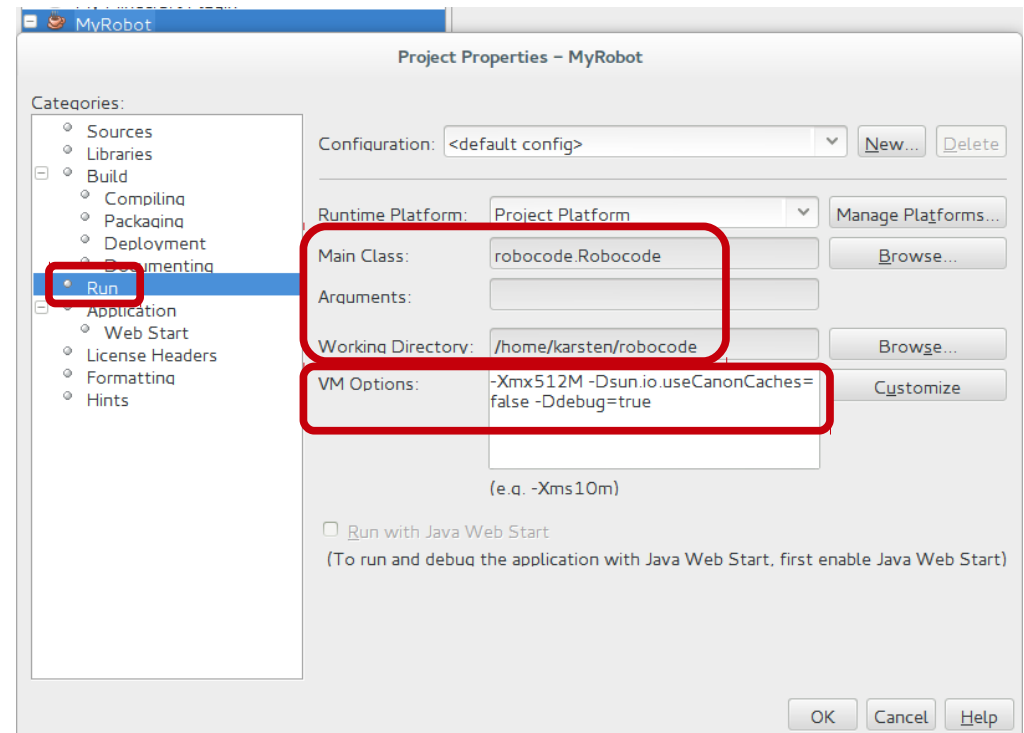 MyRobot
Project Properties – MyRobot
Categories:
Sources
Libraries
Build
Compiling
Packaging
Deployment
Documenting
Run
Application
Web Start
License Headers
Formatting
Hints
Configuration: <default config> New... Delete
Runtime Platform: Project Platform Manage Platforms...
Main Class: robocode.Robocode Browse...
Arguments:
Working Directory: /home/karsten/robocode Browse...
VM Options: -Xmx512M -Dsun.io.useCanonCaches= Customize
false -Ddebug=true
(e.g. -Xms10m)
Run with Java Web Start
(To run and debug the application with Java Web Start, first enable Java Web Start)
OK Cancel Help